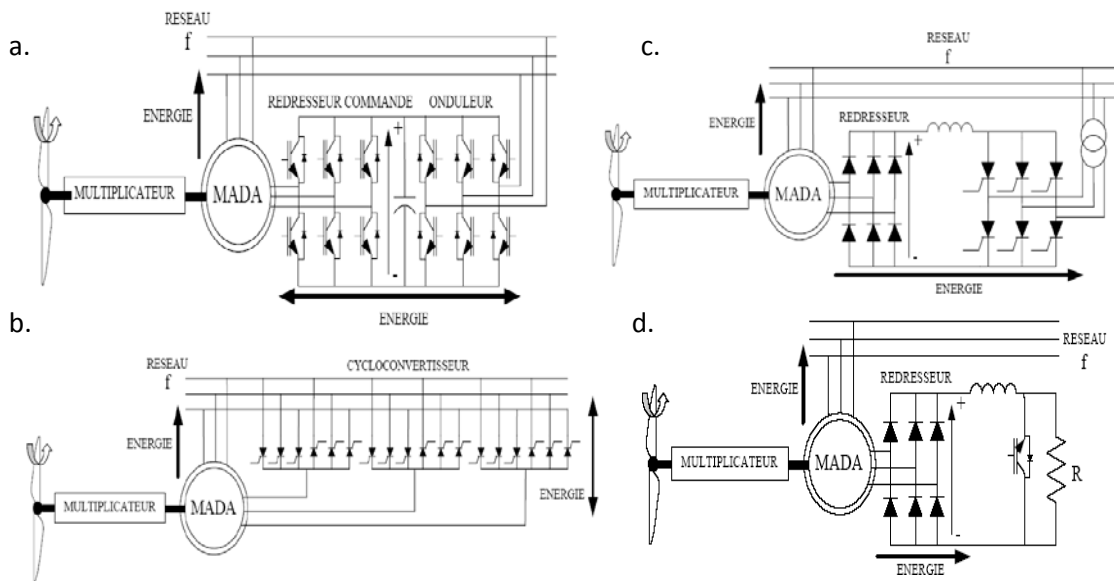 a.
RESEAU
f
ENERGIE
REDRESSEUR COMMANDE
ONDULEUR
MULTIPLICATEUR
MADA
+
-
ENERGIE
c.
RESEAU
f
ENERGIE
REDRESSEUR
MULTIPLICATEUR
MADA
+
-
ENERGIE
b.
RESEAU
f
CYCLOCONVERTISSEUR
ENERGIE
ENERGIE
MULTIPLICATEUR
MADA
d.
RESEAU
f
ENERGIE
REDRESSEUR
MULTIPLICATEUR
MADA
+
-
R
ENERGIE